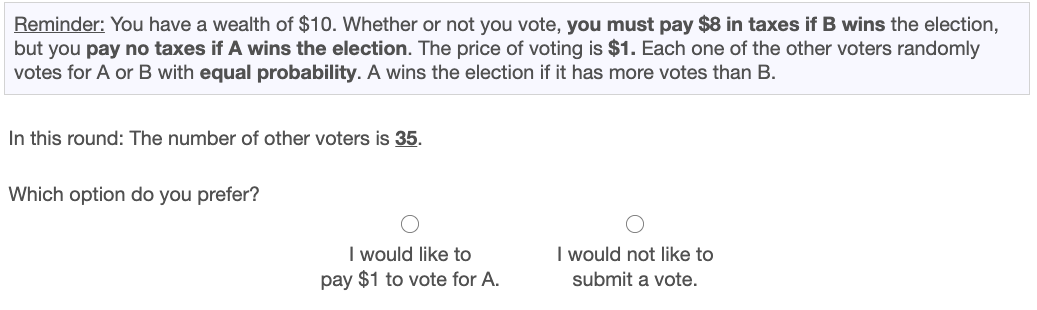 Reminder: You have a wealth of $10. Whether or not you vote, you must pay $8 in taxes if B wins the election,
but you pay no taxes if A wins the election. The price of voting is $1. Each one of the other voters randomly
votes for A or B with equal probability. A wins the election if it has more votes than B.
In this round: The number of other voters is 35.
Which option do you prefer?
I would like to
pay $1 to vote for A.
I would not like to
submit a vote.